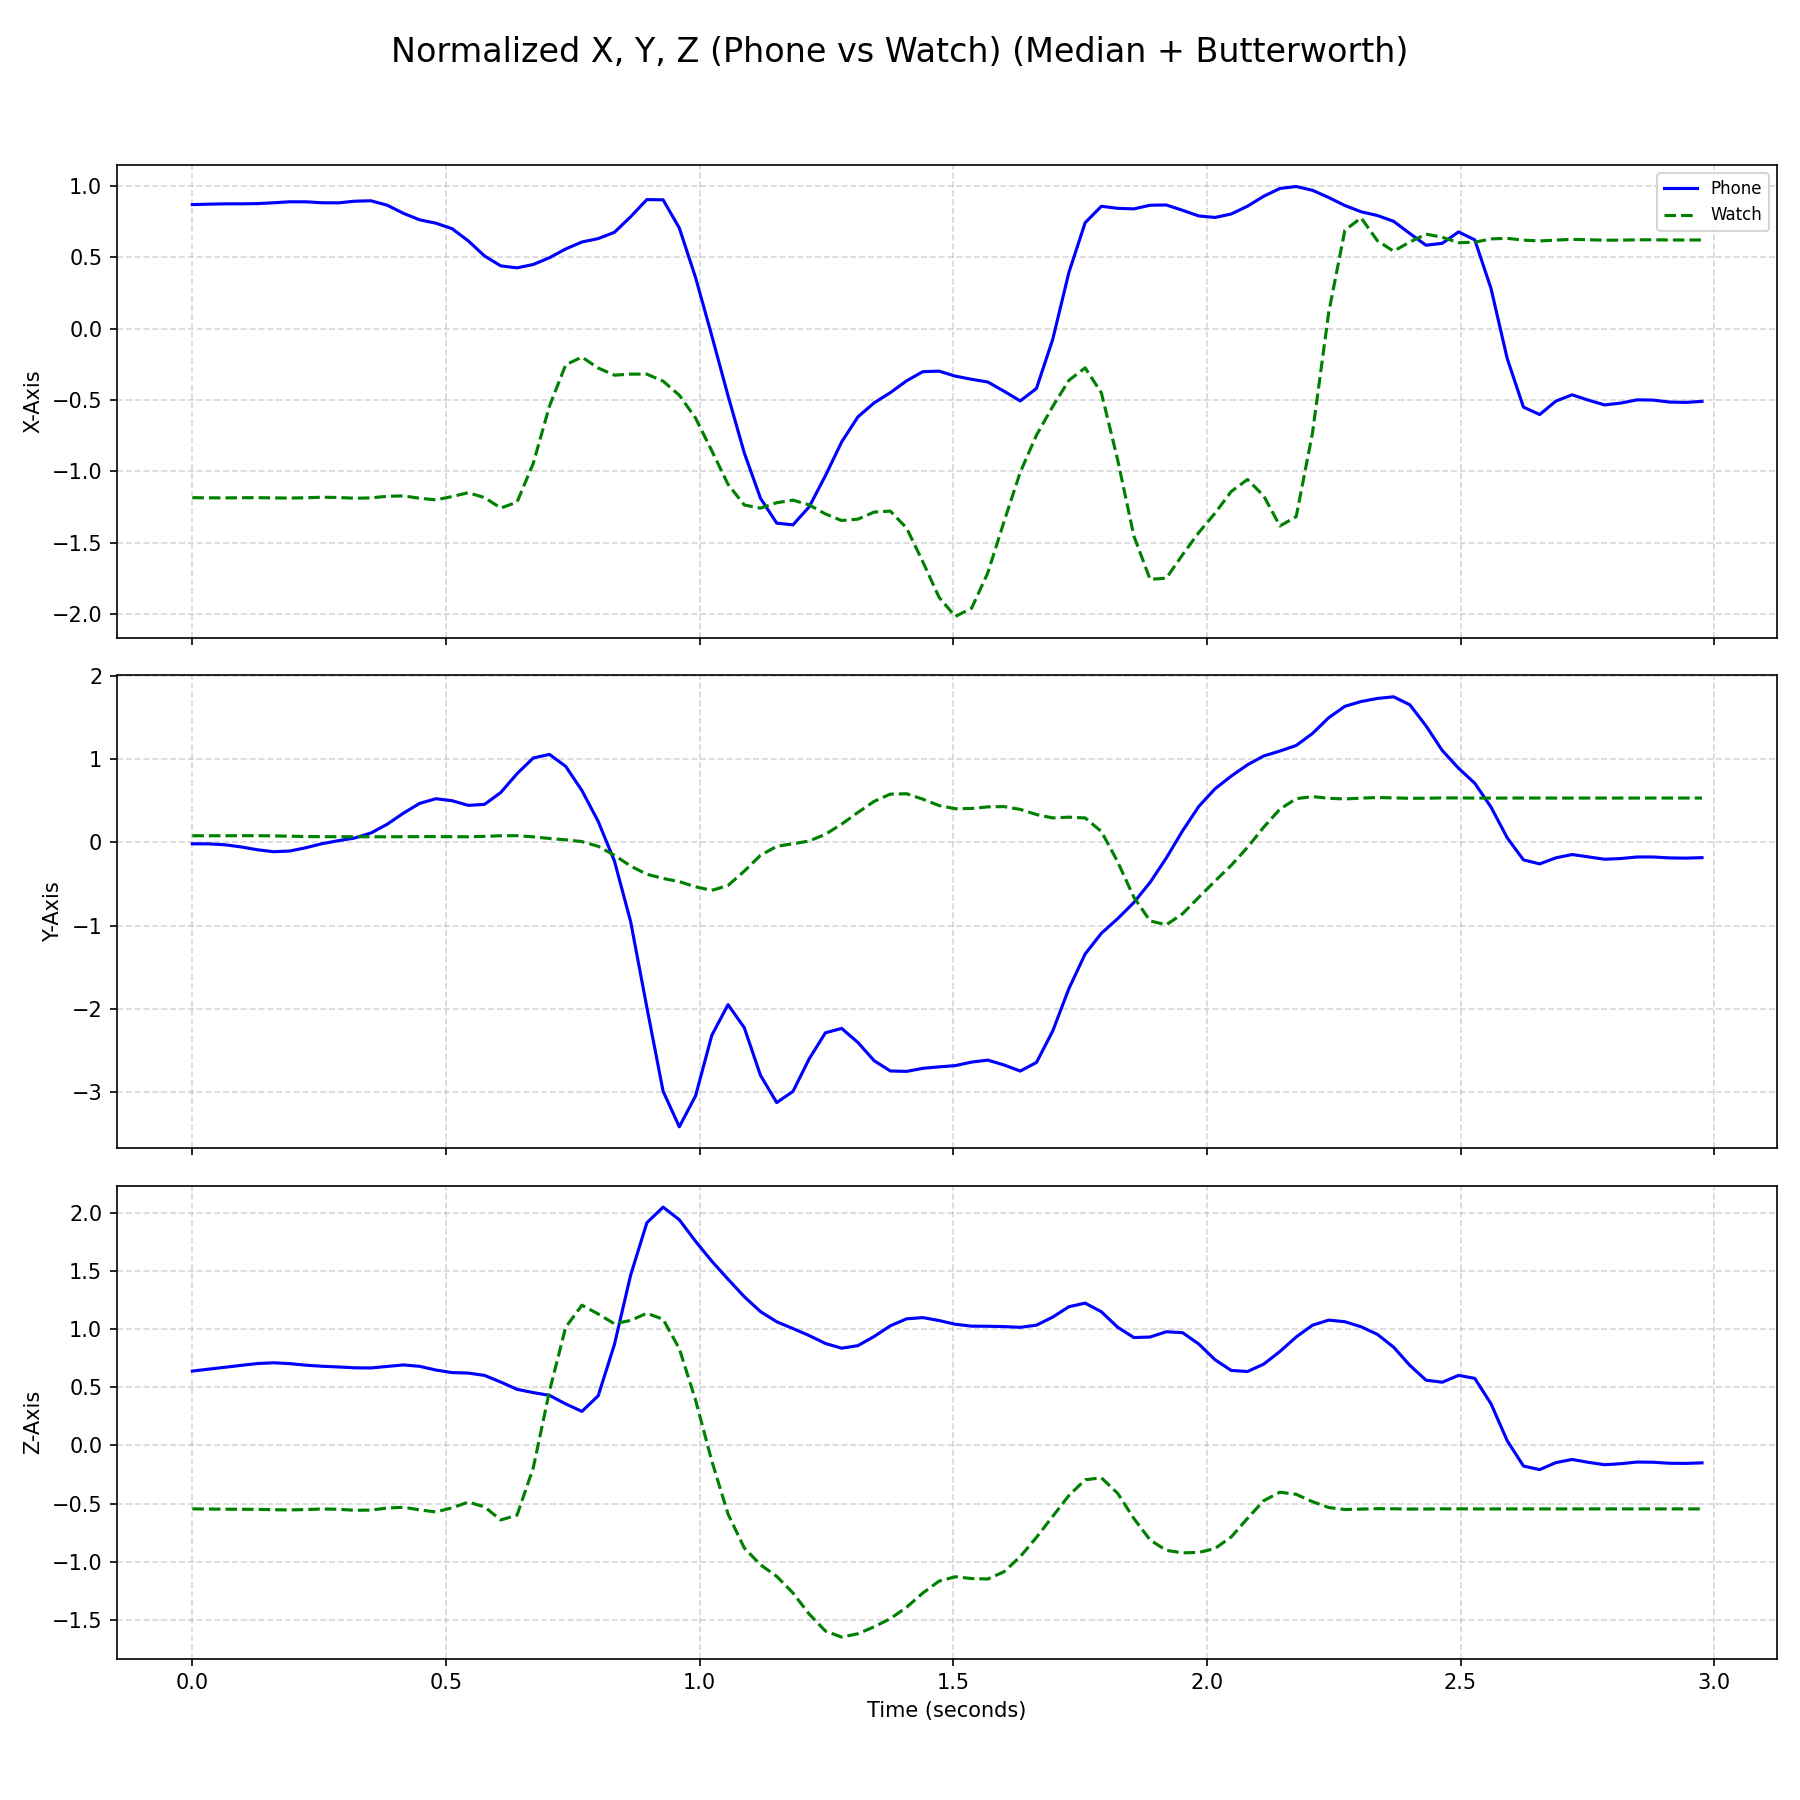 Normalized X, Y, Z (Phone vs Watch) (Median + Butterworth)
Phone
Watch
1.0
0.5
0.0
−0.5
−1.0
−1.5
−2.0
X-Axis
2
1
0
−1
−2
−3
Y-Axis
2.0
1.5
1.0
0.5
0.0
−0.5
−1.0
−1.5
Z-Axis
0.0 0.5 1.0 1.5 2.0 2.5 3.0
Time (seconds)